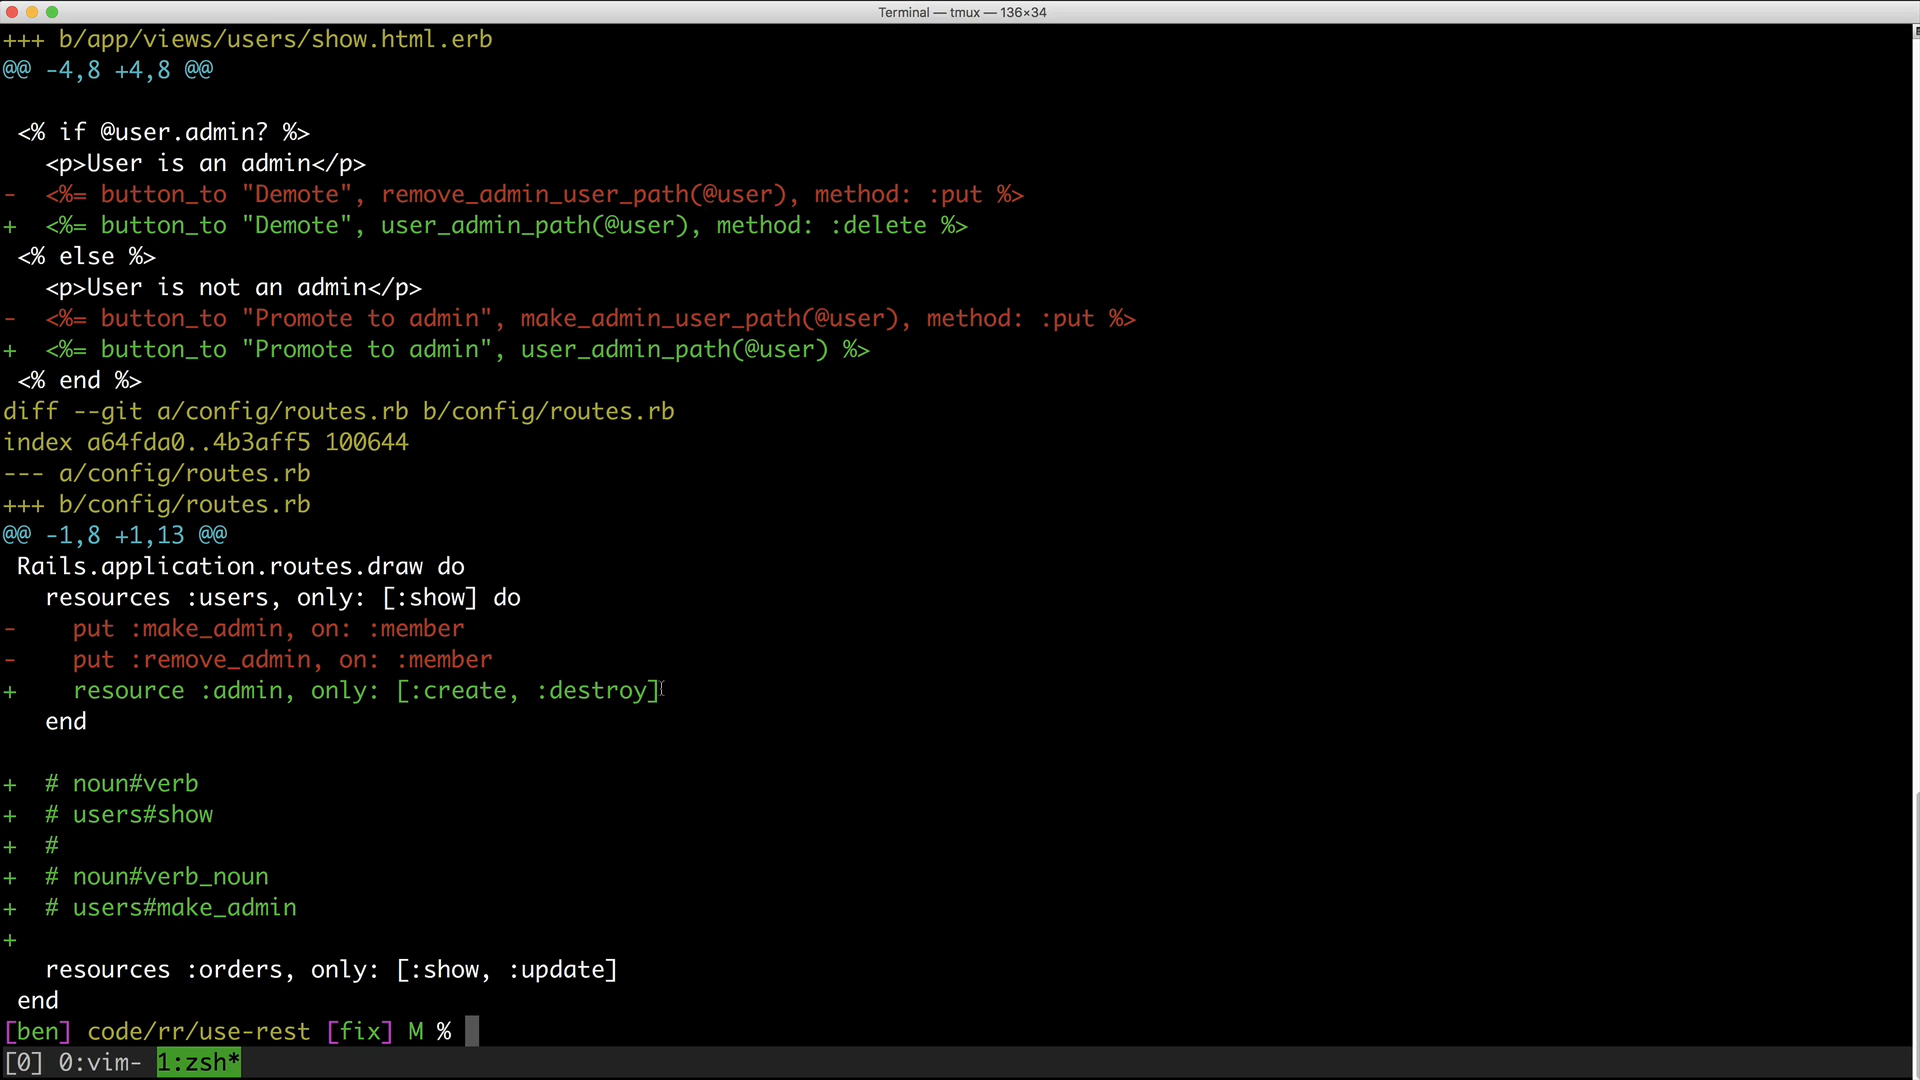 Terminal — tmux — 136×34
+++ b/app/views/users/show.html.erb
@@ -4,8 +4,8 @@
 <% if @user.admin? %>
   <p>User is an admin</p>
-  <%= button_to "Demote", remove_admin_user_path(@user), method: :put %>
+  <%= button_to "Demote", user_admin_path(@user), method: :delete %>
 <% else %>
   <p>User is not an admin</p>
-  <%= button_to "Promote to admin", make_admin_user_path(@user), method: :put %>
+  <%= button_to "Promote to admin", user_admin_path(@user) %>
 <% end %>
diff --git a/config/routes.rb b/config/routes.rb
index a64fda0..4b3aff5 100644
--- a/config/routes.rb
+++ b/config/routes.rb
@@ -1,8 +1,13 @@
 Rails.application.routes.draw do
   resources :users, only: [:show] do
-    put :make_admin, on: :member
-    put :remove_admin, on: :member
+    resource :admin, only: [:create, :destroy]
   end
+  # noun#verb
+  # users#show
+  #
+  # noun#verb_noun
+  # users#make_admin
+
   resources :orders, only: [:show, :update]
 end
[ben] code/rr/use-rest [fix] M %
[0] 0:vim- 1:zsh*